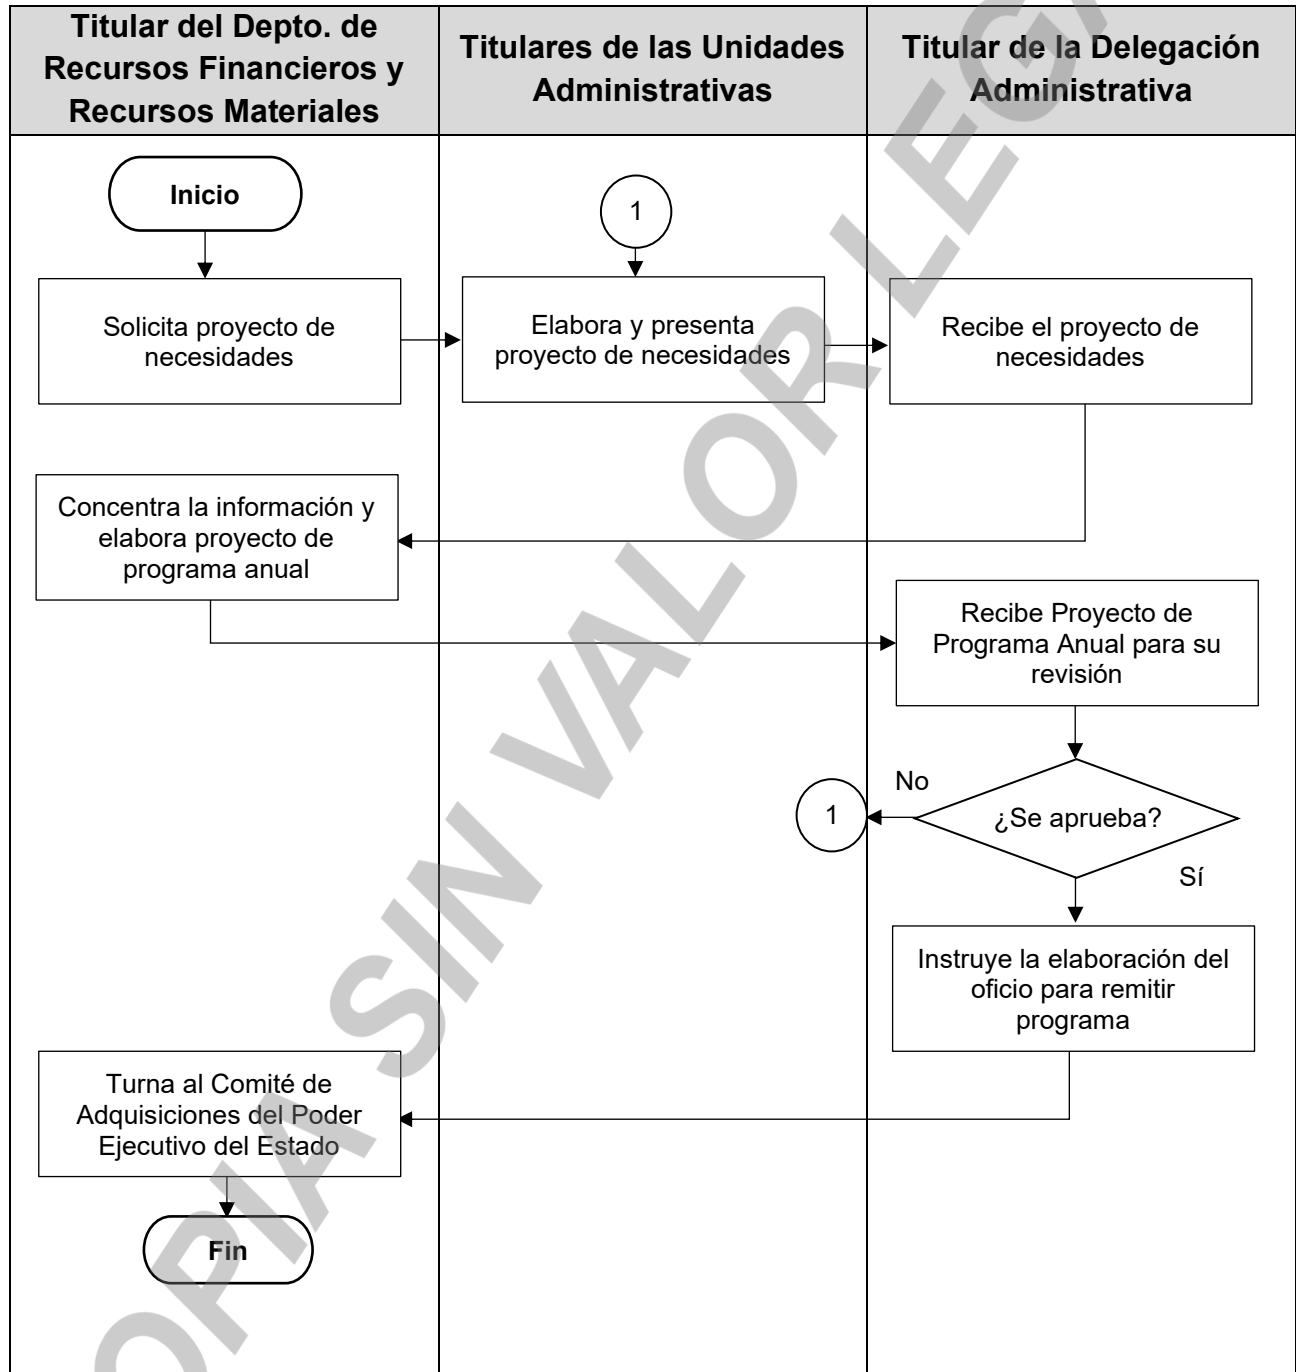 Titular del Depto. de
Recursos Financieros y
Recursos Materiales
Titulares de las Unidades
Administrativas
Titular de la Delegación
Administrativa
Inicio
1
Solicita proyecto de
necesidades
Elabora y presenta
proyecto de necesidades
Recibe el proyecto de
necesidades
Concentra la información y
elabora proyecto de
programa anual
Recibe Proyecto de
Programa Anual para su
revisión
No
1
¿Se aprueba?
Sí
Instruye la elaboración del
oficio para remitir
programa
Turna al Comité de
Adquisiciones del Poder
Ejecutivo del Estado
Fin
OPIA SIN VALOR LEGA